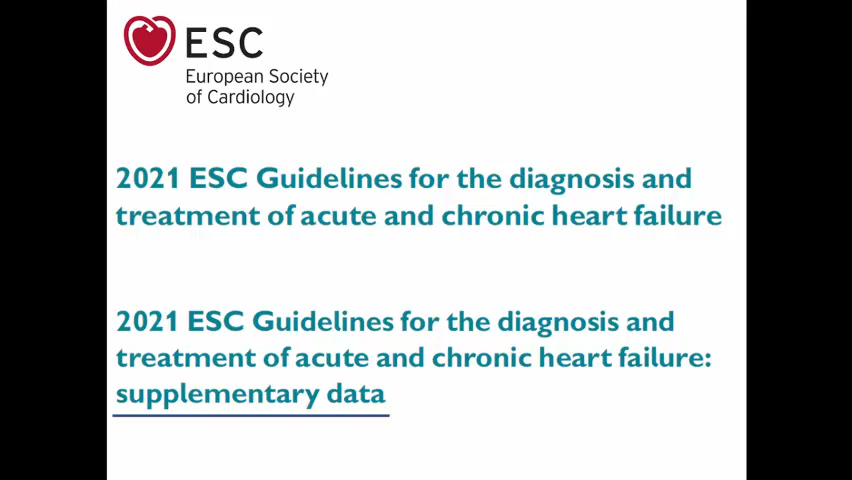 ESC
European Society
of Cardiology
2021 ESC Guidelines for the diagnosis and
treatment of acute and chronic heart failure
2021 ESC Guidelines for the diagnosis and
treatment of acute and chronic heart failure:
supplementary data